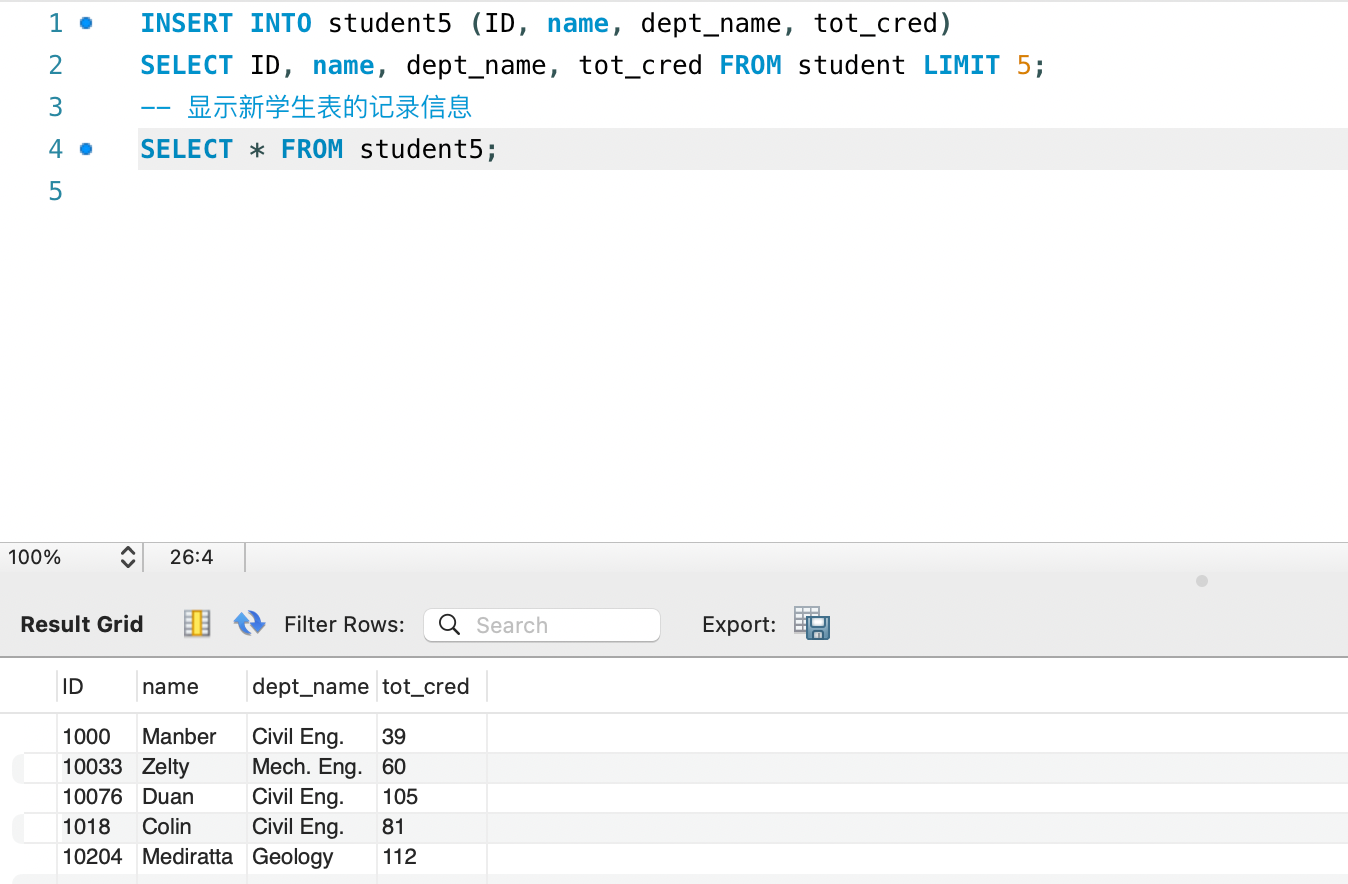 1 INSERT INTO student5 (ID, name, dept_name, tot_cred)
2 SELECT ID, name, dept_name, tot_cred FROM student LIMIT 5;
3 -- 显示新学生表的记录信息
4 SELECT * FROM student5;
5
100% 26:4
Result Grid Filter Rows: Search Export:
ID name dept_name tot_cred
1000 Manber Civil Eng. 39
10033 Zelty Mech. Eng. 60
10076 Duan Civil Eng. 105
1018 Colin Civil Eng. 81
10204 Mediratta Geology 112